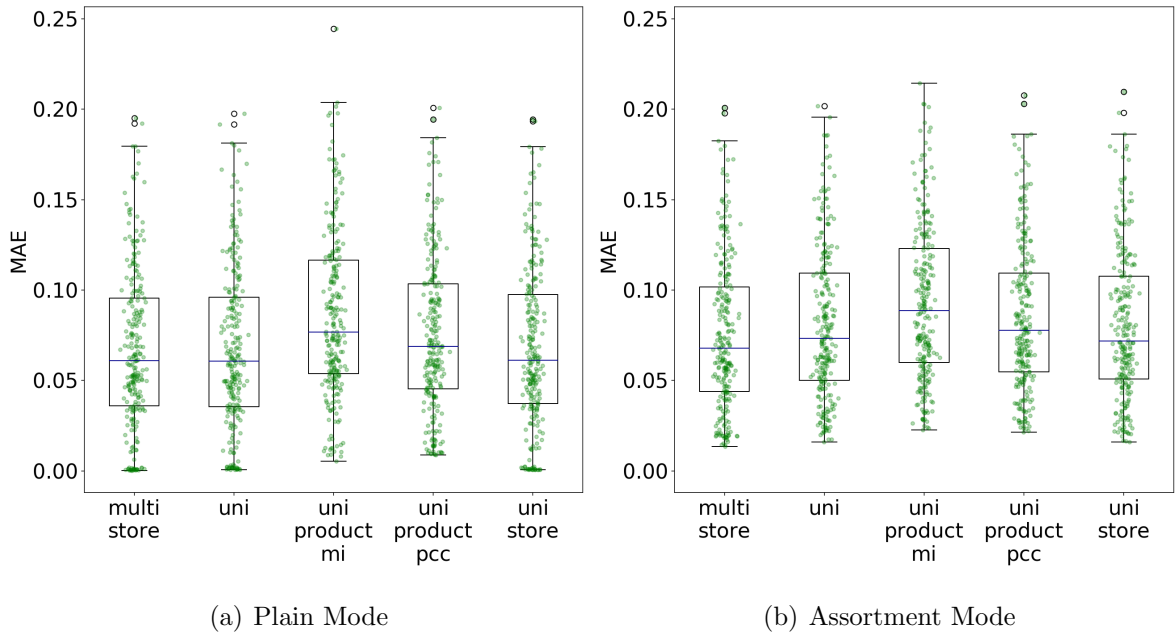 0.25
0.20
0.15
0.10
0.05
0.00
MAE
multi
store
uni
uni
product
mi
uni
product
pcc
uni
store
(a) Plain Mode
0.25
0.20
0.15
0.10
0.05
0.00
MAE
multi
store
uni
uni
product
mi
uni
product
pcc
uni
store
(b) Assortment Mode